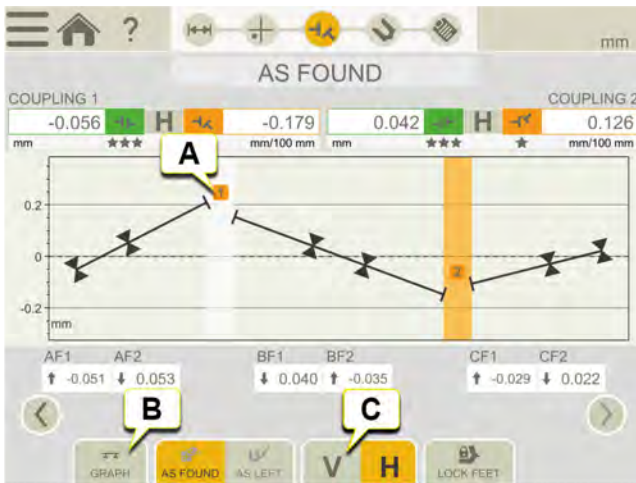 ?
mm
AS FOUND
COUPLING 1
COUPLING 2
-0.056 H -0.179 0.042 H 0.126
mm ★★★ mm/100 mm mm ★★★ ★ mm/100 mm
A
1
0.2
0
2
-0.2
mm
AF1 AF2 BF1 BF2 CF1 CF2
↑ -0.051 ↓ 0.053 ↓ 0.040 ↑ -0.035 ↑ -0.029 ↓ 0.022
B C
GRAPH AS FOUND AS LEFT V H LOCK FEET